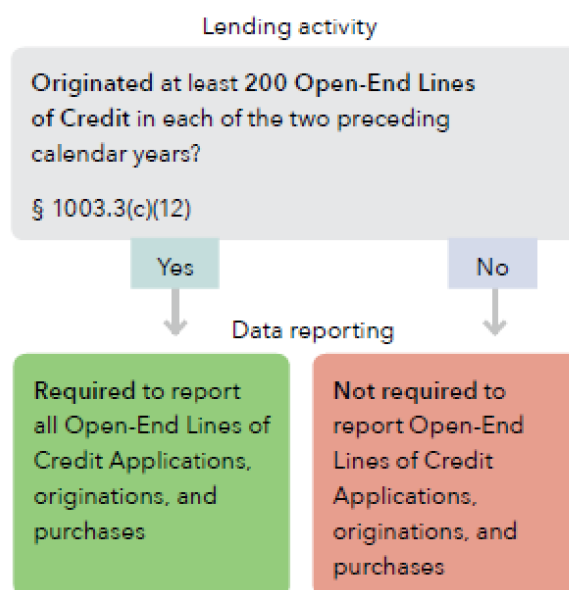 Lending activity
Originated at least 200 Open-End Lines
of Credit in each of the two preceding
calendar years?
§ 1003.3(c)(12)
Yes
No
Data reporting
Required to report
all Open-End Lines of
Credit Applications,
originations, and
purchases
Not required to
report Open-End
Lines of Credit
Applications,
originations, and
purchases